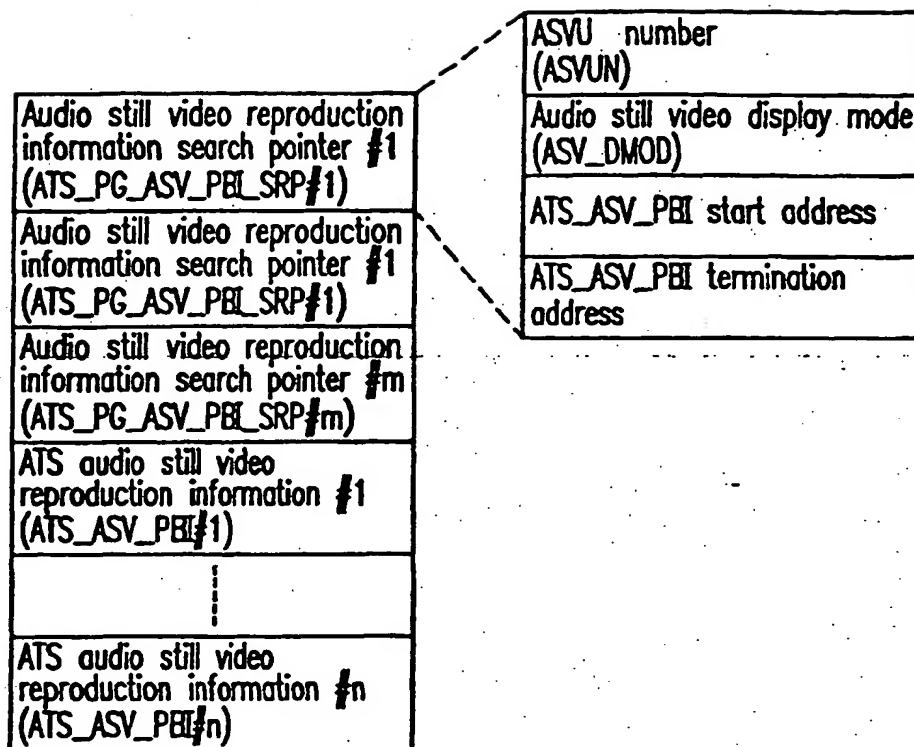 Audio still video reproduction
information search pointer #1
(ATS_PG_ASV_PBI_SRP#1)
Audio still video reproduction
information search pointer #1
(ATS_PG_ASV_PBI_SRP#1)
Audio still video reproduction
information search pointer #m
(ATS_PG_ASV_PBI_SRP#m)
ATS audio still video
reproduction information #1
(ATS_ASV_PBI#1)
ATS audio still video
reproduction information #n
(ATS_ASV_PBI#n)
ASVU number
(ASVUN)
Audio still video display mode
(ASV_DMOD)
ATS_ASV_PBI start address
ATS_ASV_PBI termination
address